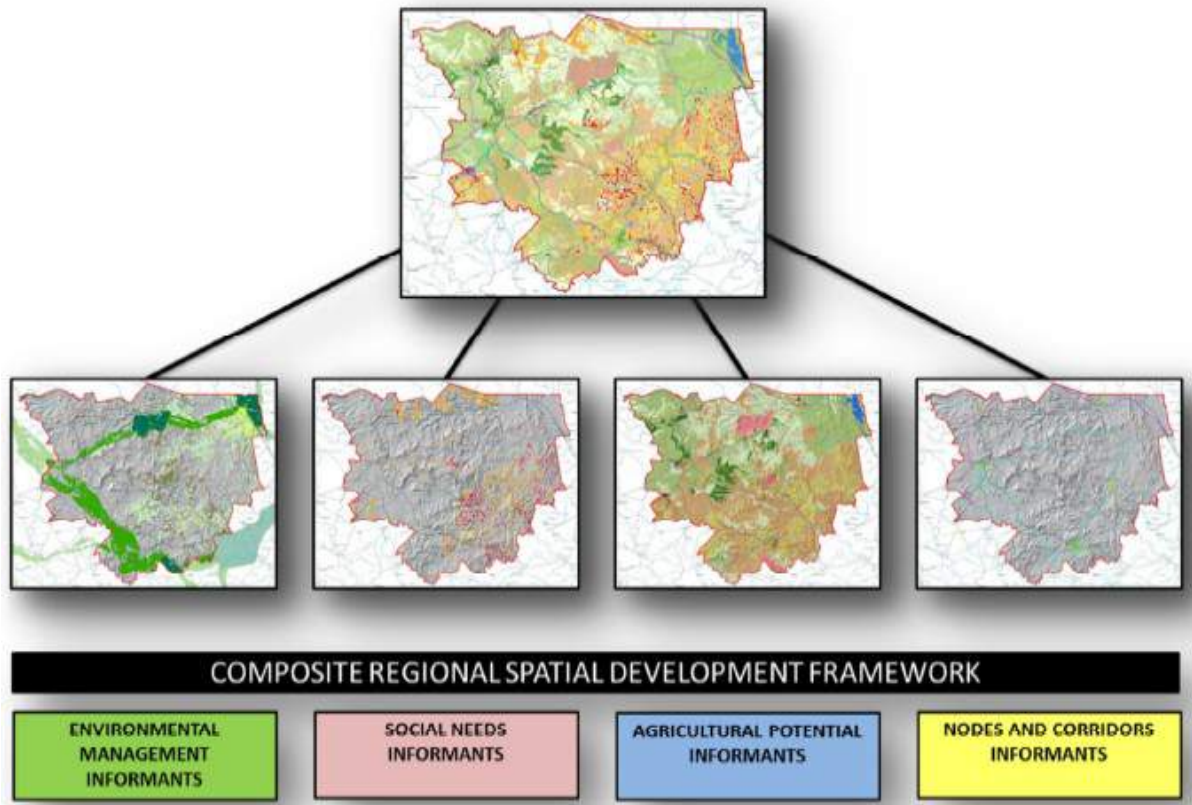 COMPOSITE REGIONAL SPATIAL DEVELOPMENT FRAMEWORK
ENVIRONMENTAL
MANAGEMENT
INFORMANTS
SOCIAL NEEDS
INFORMANTS
AGRICULTURAL POTENTIAL
INFORMANTS
NODES AND CORRIDORS
INFORMANTS